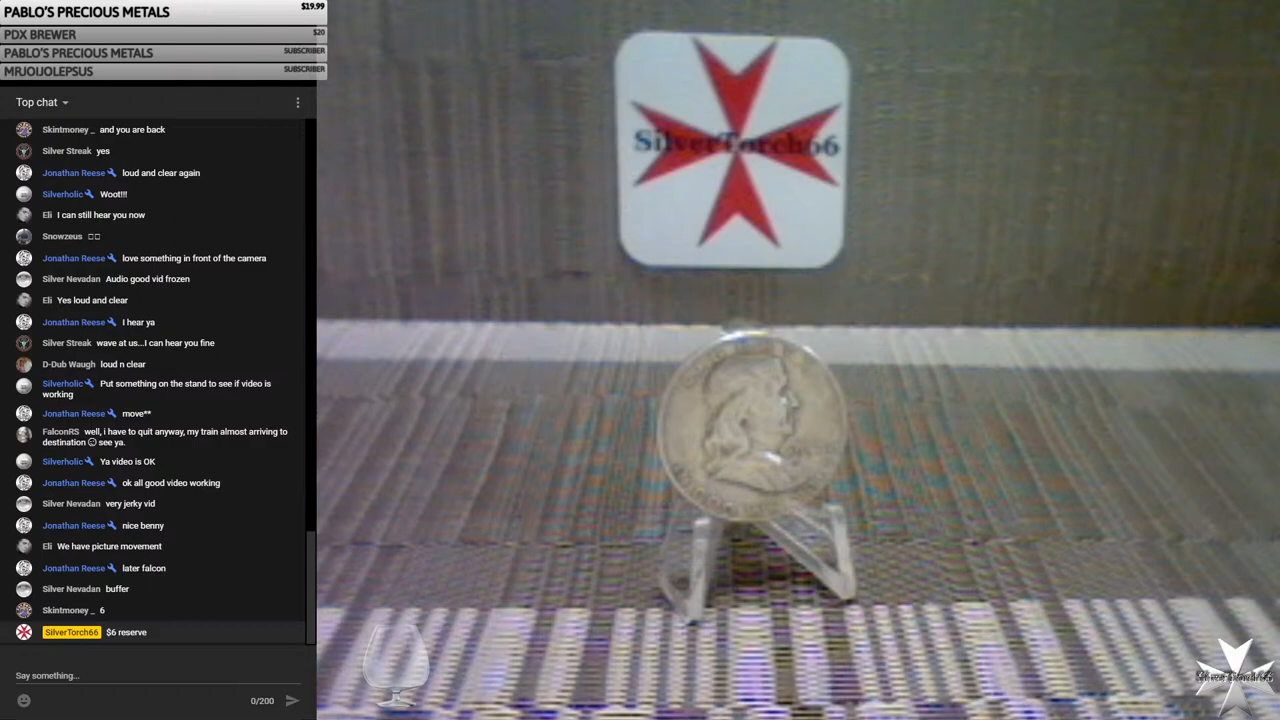 PABLO'S PRECIOUS METALS $19.99
PDX BREWER $20
PABLO'S PRECIOUS METALS SUBSCRIBER
MRJOIJOLEPSUS SUBSCRIBER
Top chat
Skintmoney _ and you are back
Silver Streak yes
Jonathan Reese loud and clear again
Silverholic Woot!!!
Eli I can still hear you now
Snowzeus
Jonathan Reese love something in front of the camera
Silver Nevadan Audio good vid frozen
Eli Yes loud and clear
Jonathan Reese I hear ya
Silver Streak wave at us...I can hear you fine
D-Dub Waugh loud n clear
Silverholic Put something on the stand to see if video is
working
Jonathan Reese move**
FalconRS well, i have to quit anyway, my train almost arriving to
destination see ya.
Silverholic Ya video is OK
Jonathan Reese ok all good video working
Silver Nevadan very jerky vid
Jonathan Reese nice benny
Eli We have picture movement
Jonathan Reese later falcon
Silver Nevadan buffer
Skintmoney _ 6
SilverTorch66 $6 reserve
Say something...
0/200
SilverTorch66
SilverTorch66